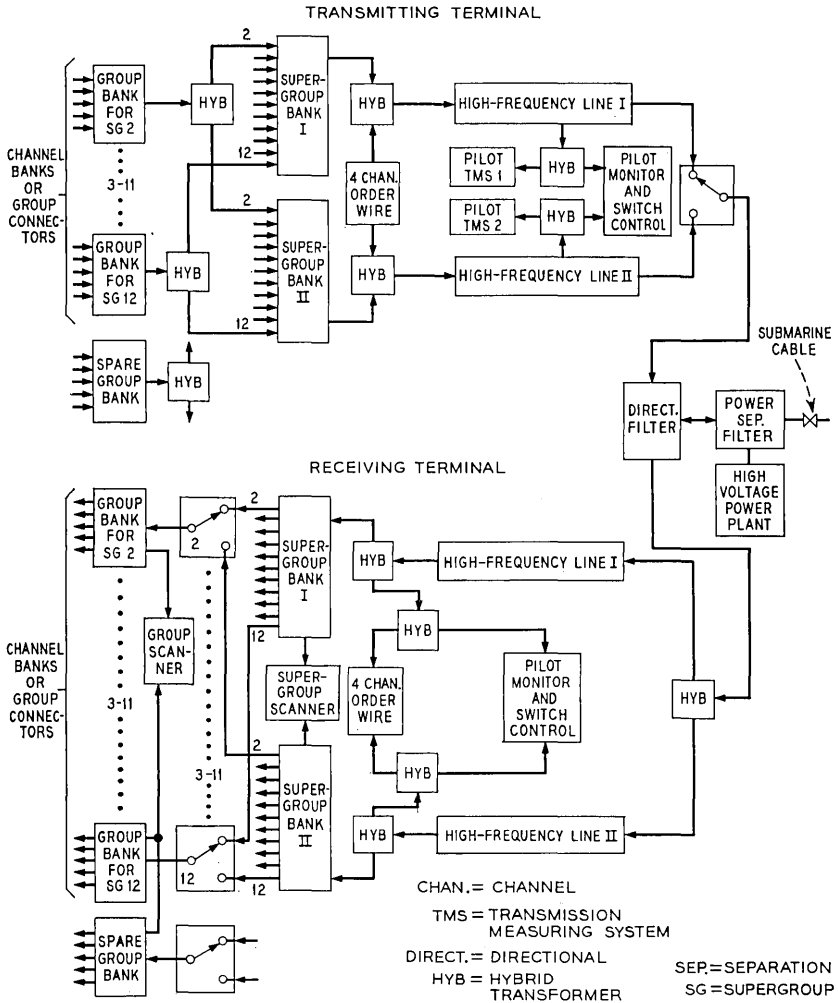 TRANSMITTING TERMINAL
CHANNEL
BANKS
OR
GROUP
CONNEC-
TORS
GROUP
BANK
FOR
SG 2
3-11
GROUP
BANK
FOR
SG 12
SPARE
GROUP
BANK
HYB
HYB
HYB
2
12
2
12
SUPER-
GROUP
BANK
I
SUPER-
GROUP
BANK
II
HYB
4 CHAN.
ORDER
WIRE
HYB
HIGH-FREQUENCY LINE I
PILOT
TMS 1
HYB
PILOT
TMS 2
HYB
PILOT
MONITOR
AND
SWITCH
CONTROL
HIGH-FREQUENCY LINE II
SUBMARINE
CABLE
DIRECT.
FILTER
POWER
SEP.
FILTER
HIGH
VOLTAGE
POWER
PLANT
RECEIVING TERMINAL
CHANNEL
BANKS
OR
GROUP
CONNEC-
TORS
GROUP
BANK
FOR
SG 2
3-11
GROUP
SCAN-
NER
GROUP
BANK
FOR
SG 12
SPARE
GROUP
BANK
2
3-11
12
2
12
2
12
SUPER-
GROUP
BANK
I
SUPER-
GROUP
SCANNER
SUPER-
GROUP
BANK
II
HYB
HYB
4 CHAN.
ORDER
WIRE
HYB
HYB
HIGH-FREQUENCY LINE I
PILOT
MONITOR
AND
SWITCH
CONTROL
HYB
HIGH-FREQUENCY LINE II
CHAN. = CHANNEL
TMS = TRANSMISSION
MEASURING SYSTEM
DIRECT. = DIRECTIONAL
HYB = HYBRID
TRANSFORMER
SEP. = SEPARATION
SG = SUPERGROUP